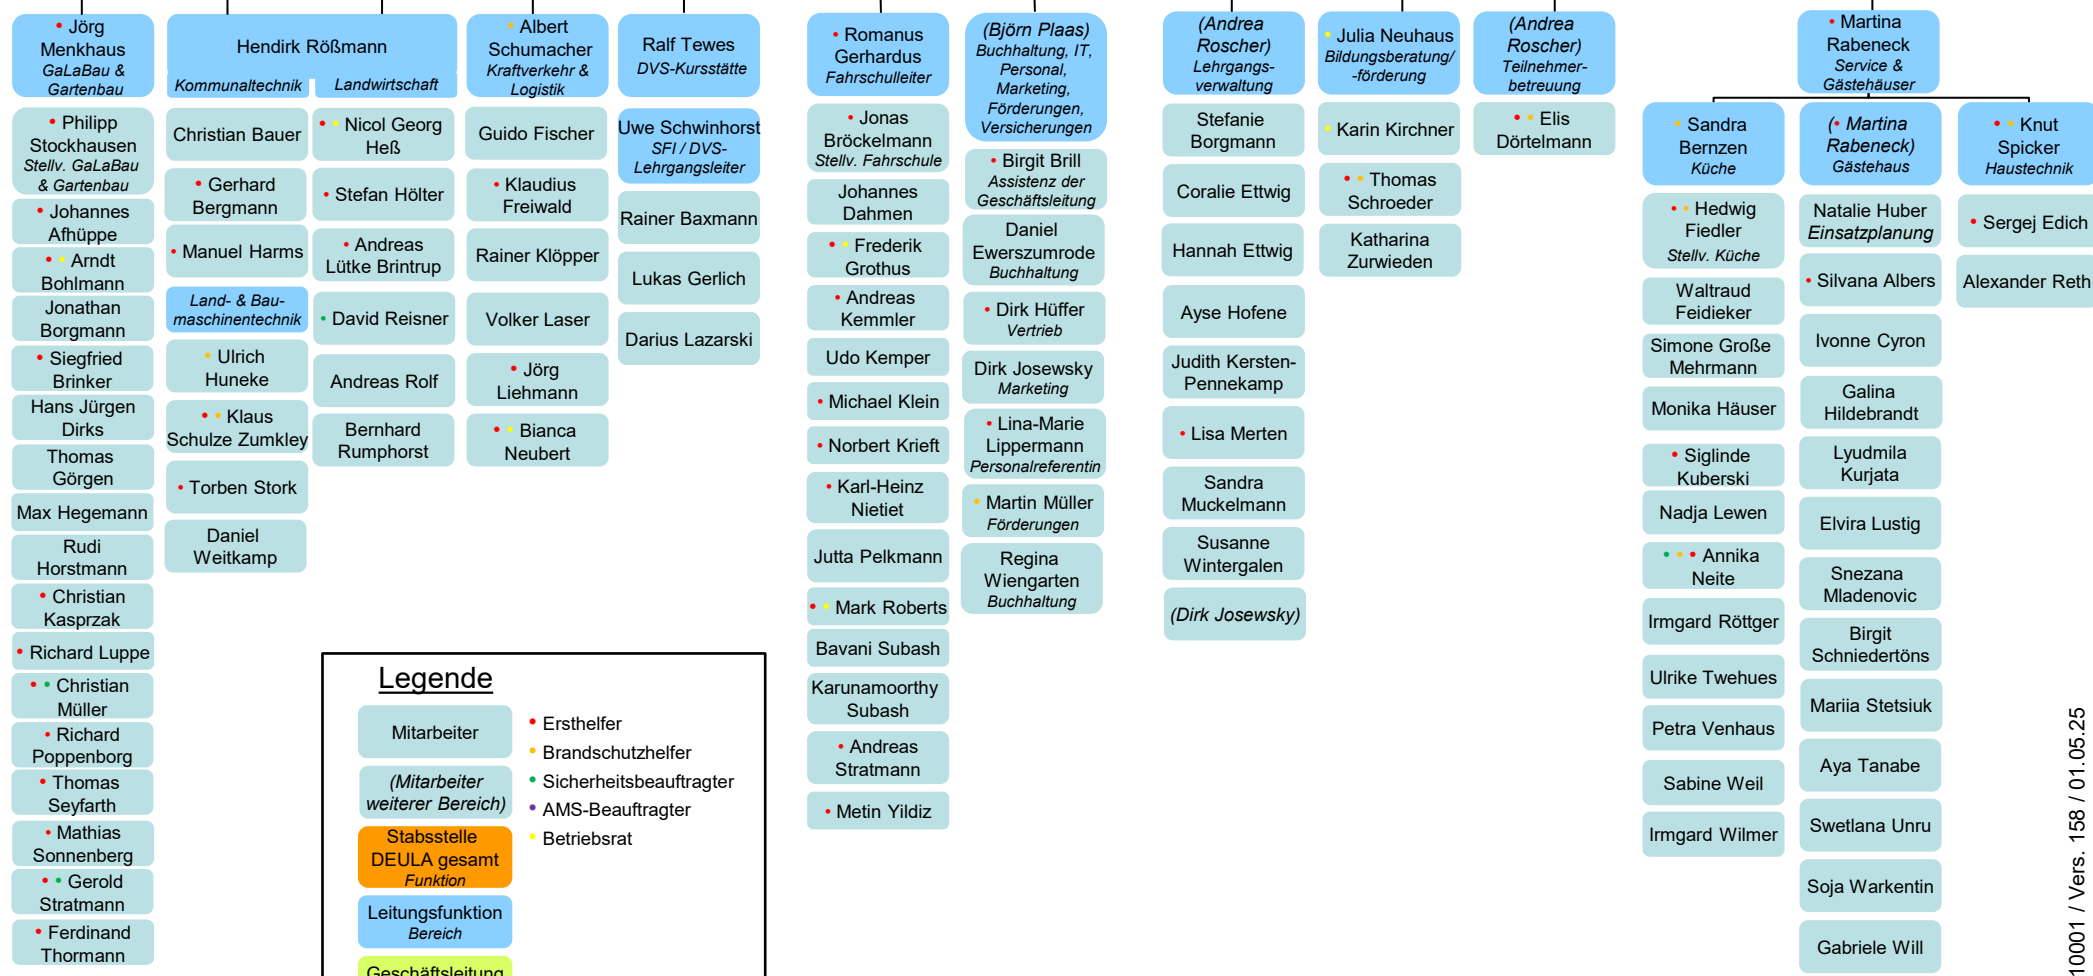 Jörg
Menkhaus
GaLaBau &
Gartenbau
Philipp
Stockhausen
Stellv. GaLaBau
& Gartenbau
Johannes
Afhüppe
Arndt
Bohlmann
Jonathan
Borgmann
Siegfried
Brinker
Hans Jürgen
Dirks
Thomas
Görgen
Max Hegemann
Rudi
Horstmann
Christian
Kasprzak
Richard Luppe
Christian
Müller
Richard
Poppenborg
Thomas
Seyfarth
Mathias
Sonnenberg
Gerold
Stratmann
Ferdinand
Thormann
Hendirk Rößmann
Kommunaltechnik
Landwirtschaft
Christian Bauer
Gerhard
Bergmann
Manuel Harms
Land- & Bau-
maschinentechnik
Ulrich
Huneke
Klaus
Schulze Zumkley
Torben Stork
Daniel
Weitkamp
Nicol Georg
Heß
Stefan Hölter
Andreas
Lütke Brintrup
David Reisner
Andreas Rolf
Bernhard
Rumphorst
Albert
Schumacher
Kraftverkehr &
Logistik
Guido Fischer
Klaudius
Freiwald
Rainer Klöpper
Volker Laser
Jörg
Liehmann
Bianca
Neubert
Ralf Tewes
DVS-Kursstätte
Uwe Schwinhorst
SFI / DVS-
Lehrgangsleiter
Rainer Baxmann
Lukas Gerlich
Darius Lazarski
Legende
Mitarbeiter
(Mitarbeiter
weiterer Bereich)
Stabsstelle
DEULA gesamt
Funktion
Leitungsfunktion
Bereich
Geschäftsleitung
Ersthelfer
Brandschutzhelfer
Sicherheitsbeauftragter
AMS-Beauftragter
Betriebsrat
Romanus
Gerhardus
Fahrschulleiter
Jonas
Bröckelmann
Stellv. Fahrschule
Johannes
Dahmen
Frederik
Grothus
Andreas
Kemmler
Udo Kemper
Michael Klein
Norbert Krieft
Karl-Heinz
Nietiet
Jutta Pelkmann
Mark Roberts
Bavani Subash
Karunamoorthy
Subash
Andreas
Stratmann
Metin Yildiz
(Björn Plaas)
Buchhaltung, IT,
Personal,
Marketing,
Förderungen,
Versicherungen
Birgit Brill
Assistenz der
Geschäftsleitung
Daniel
Ewerszumrode
Buchhaltung
Dirk Hüffer
Vertrieb
Dirk Josewsky
Marketing
Lina-Marie
Lippermann
Personalreferentin
Martin Müller
Förderungen
Regina
Wiengarten
Buchhaltung
(Andrea
Roscher)
Lehrgangs-
verwaltung
Stefanie
Borgmann
Coralie Ettwig
Hannah Ettwig
Ayse Hofene
Judith Kersten-
Pennekamp
Lisa Merten
Sandra
Muckelmann
Susanne
Wintergalen
(Dirk Josewsky)
Julia Neuhaus
Bildungsberatung/
-förderung
Karin Kirchner
Thomas
Schroeder
Katharina
Zurwieden
(Andrea
Roscher)
Teilnehmer-
betreuung
Elis
Dörtelmann
Martina
Rabeneck
Service &
Gästehäuser
Sandra
Bernzen
Küche
Hedwig
Fiedler
Stellv. Küche
Waltraud
Feidieker
Simone Große
Mehrmann
Monika Häuser
Siglinde
Kuberski
Nadja Lewen
Annika
Neite
Irmgard Röttger
Ulrike Twehues
Petra Venhaus
Sabine Weil
Irmgard Wilmer
(Martina
Rabeneck)
Gästehaus
Natalie Huber
Einsatzplanung
Silvana Albers
Ivonne Cyron
Galina
Hildebrandt
Lyudmila
Kurjata
Elvira Lustig
Snezana
Mladenovic
Birgit
Schniedertöns
Mariia Stetsiuk
Aya Tanabe
Swetlana Unru
Soja Warkentin
Gabriele Will
Knut
Spicker
Haustechnik
Sergej Edich
Alexander Reth
10001 / Vers. 158 / 01.05.25